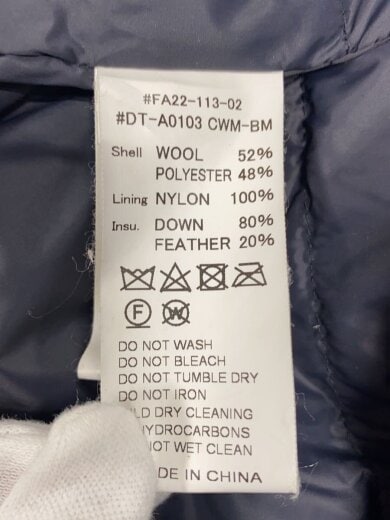 #FA22-113-02
#DT-A0103 CWM-BM
Shell WOOL 52%
POLYESTER 48%
Lining NYLON 100%
Insu. DOWN 80%
FEATHER 20%
F W
DO NOT WASH
DO NOT BLEACH
DO NOT TUMBLE DRY
DO NOT IRON
DRY CLEANING
HYDROCARBONS
NOT WET CLEAN
IN CHINA